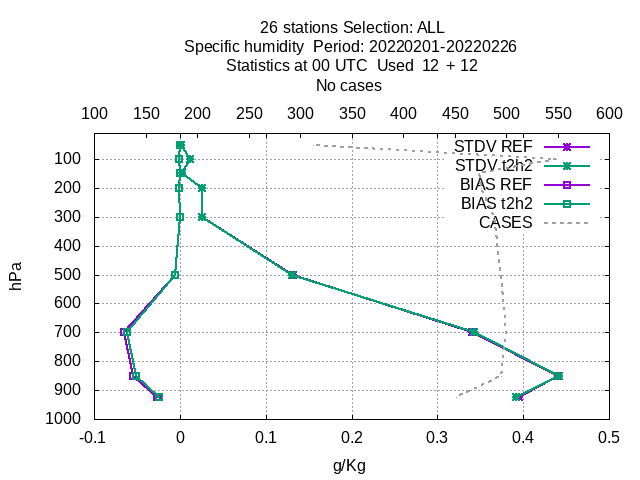 26 stations Selection: ALL
Specific humidity  Period: 20220201-20220226
Statistics at 00 UTC  Used  12  + 12
No cases
100 150 200 250 300 350 400 450 500 550 600
STDV REF
STDV t2h2
BIAS REF
BIAS t2h2
CASES
100
200
300
400
500
600
700
800
900
1000
hPa
-0.1 0 0.1 0.2 0.3 0.4 0.5
g/Kg